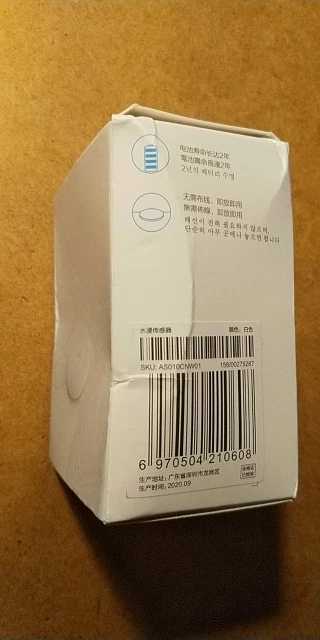 电池寿命长达2年
電池壽命長達2年
2년의 배터리 수명
无需布线，即放即用
無需佈線，即放即用
배선이 전혀 필요하지 않으며,
단순히 아무 곳에나 놓으면 됩니다
水浸传感器 颜色：白色
SKU: AS010CNW01 159/00275287
6 970504 210608
生产地址：广东省深圳市龙岗区
生产时间：2020.09